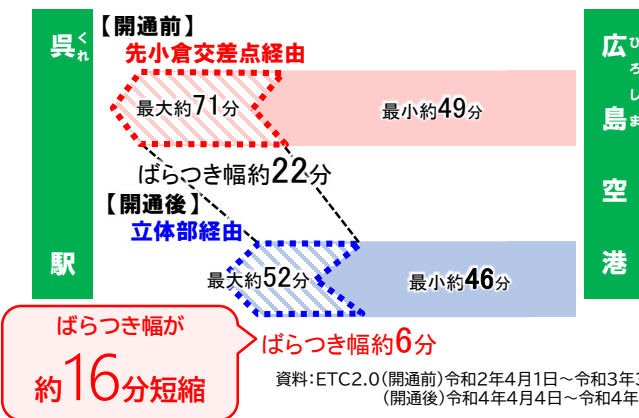 呉くれ駅
【開通前】
先小倉交差点経由
最大約71分
最小約49分
ばらつき幅約22分
【開通後】
立体部経由
最大約52分
最小約46分
ばらつき幅約6分
広島ひろしま空港
ばらつき幅が
約16分短縮
資料:ETC2.0(開通前)令和2年4月1日～令和3年
(開通後)令和4年4月4日～令和4年